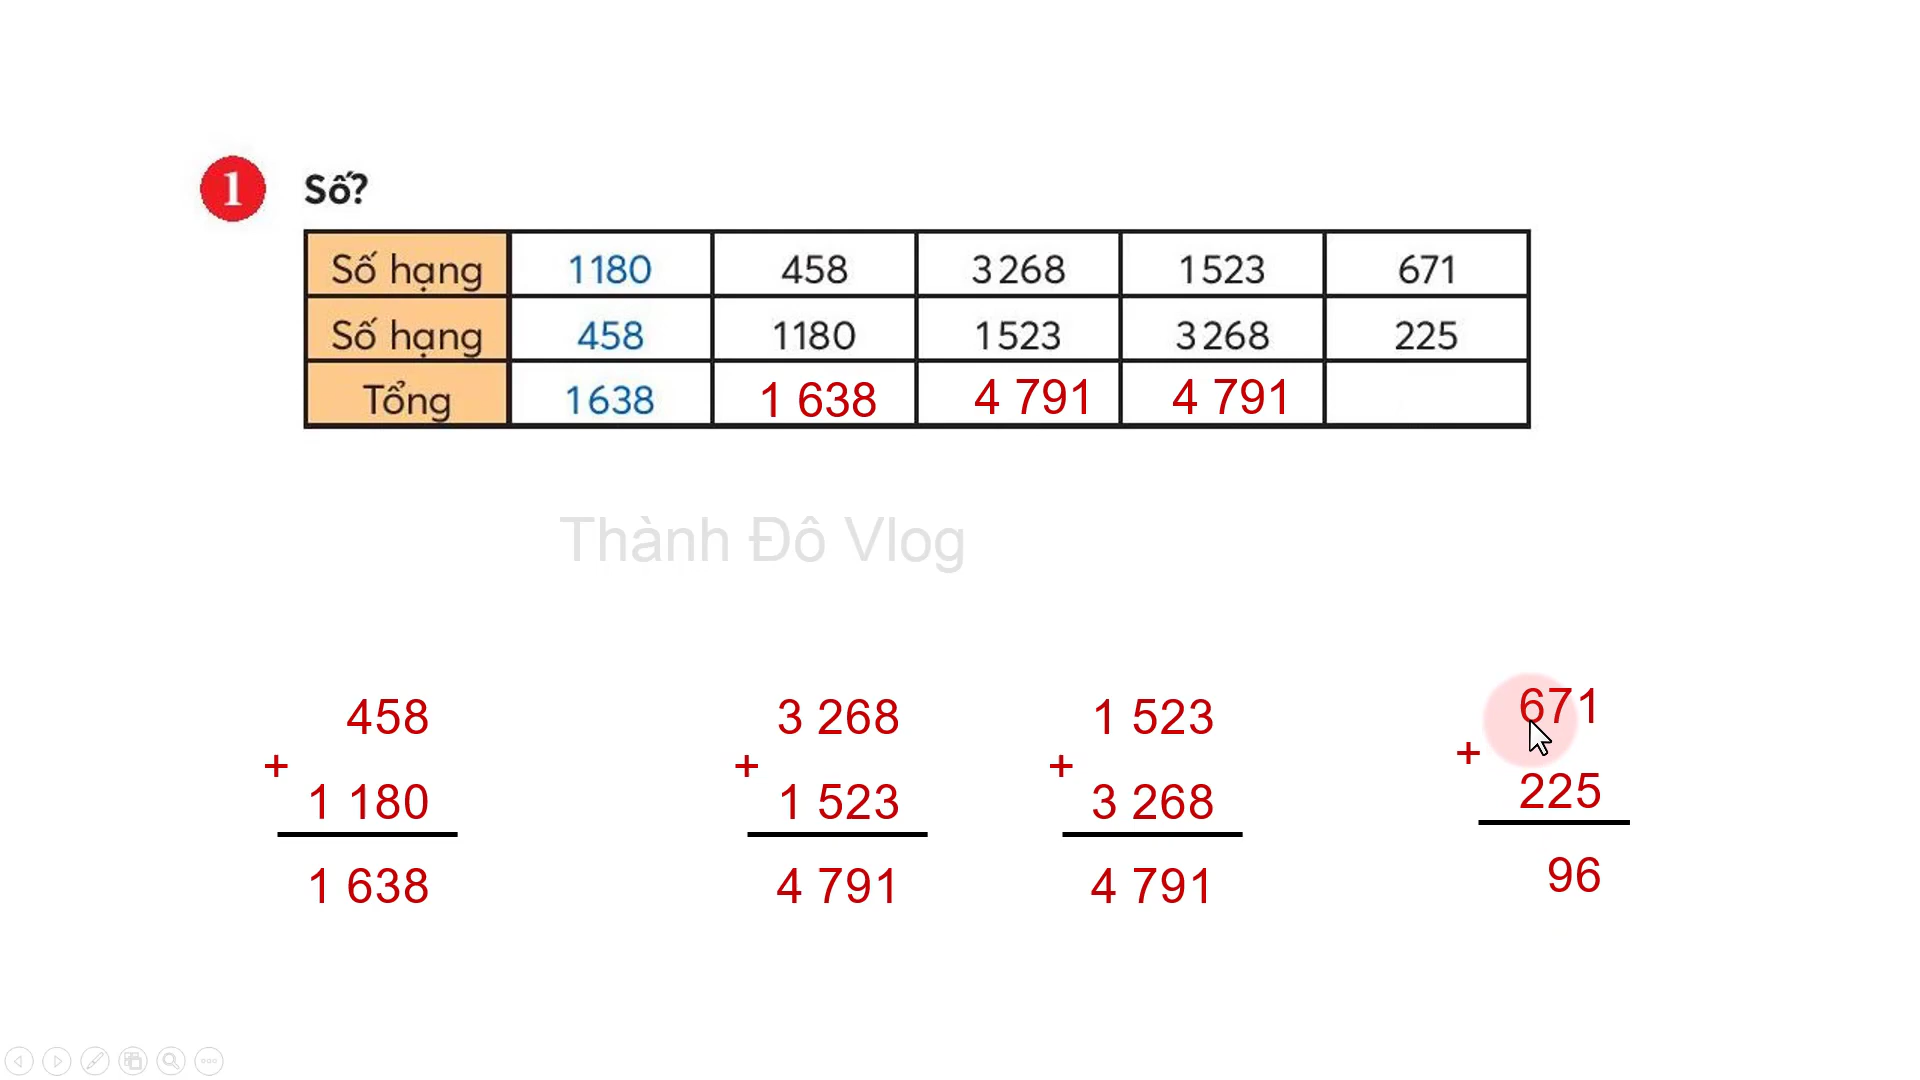 1 Số?
Số hạng 1180 458 3268 1523 671
Số hạng 458 1180 1523 3268 225
Tổng 1638 1 638 4 791 4 791
Thành Đô Vlog
458 3 268 1 523 671
+ + + +
1 180 1 523 3 268 225
1 638 4 791 4 791 96